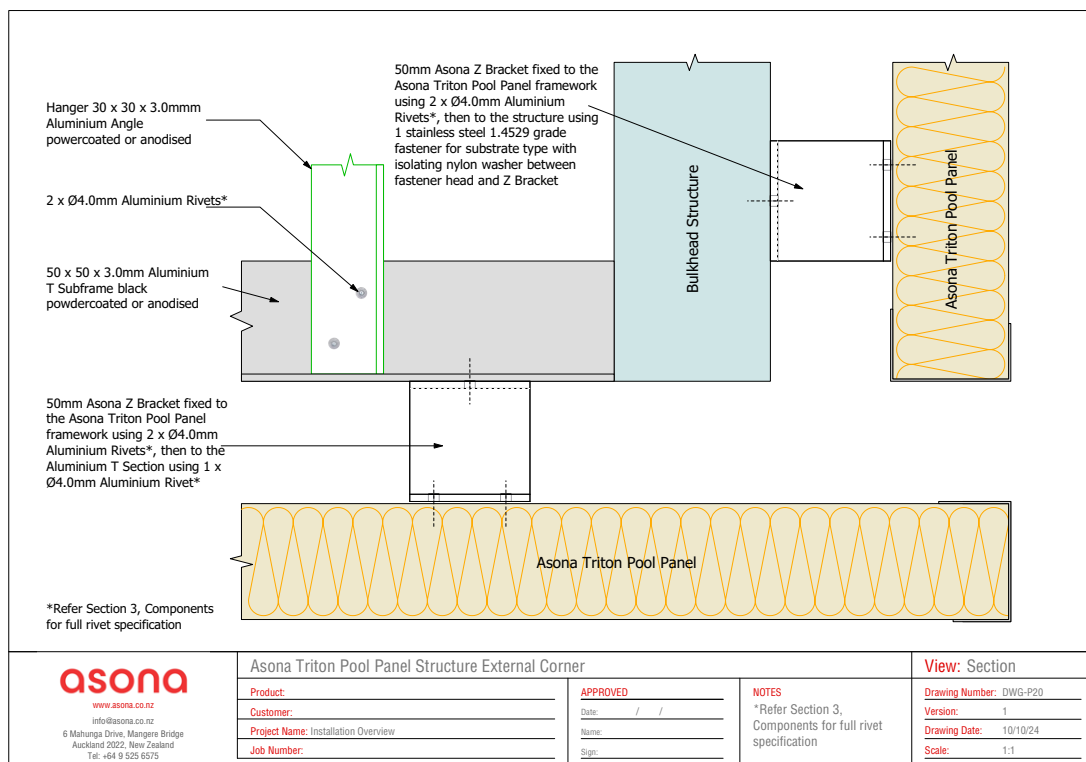 50mm Asona Z Bracket fixed to the
Asona Triton Pool Panel framework
using 2 x Ø4.0mm Aluminium
Rivets*, then to the structure using
1 stainless steel 1.4529 grade
fastener for substrate type with
isolating nylon washer between
fastener head and Z Bracket
Hanger 30 x 30 x 3.0mmm
Aluminium Angle
powercoated or anodised
2 x Ø4.0mm Aluminium Rivets*
50 x 50 x 3.0mm Aluminium
T Subframe black
powdercoated or anodised
Bulkhead Structure
Asona Triton Pool Panel
50mm Asona Z Bracket fixed to
the Asona Triton Pool Panel
framework using 2 x Ø4.0mm
Aluminium Rivets*, then to the
Aluminium T Section using 1 x
Ø4.0mm Aluminium Rivet*
Asona Triton Pool Panel
*Refer Section 3, Components
for full rivet specification
asona
www.asona.co.nz
info@asona.co.nz
6 Mahunga Drive, Mangere Bridge
Auckland 2022, New Zealand
Tel: +64 9 525 6575
Asona Triton Pool Panel Structure External Corner
Product:
Customer:
Project Name: Installation Overview
Job Number:
APPROVED
Date: / /
Name:
Sign:
NOTES
*Refer Section 3,
Components for full rivet
specification
View: Section
Drawing Number: DWG-P20
Version: 1
Drawing Date: 10/10/24
Scale: 1:1